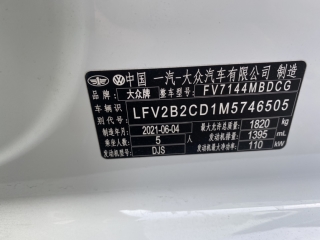 中国 一汽-大众汽车有限公司 制造
品牌: 大众牌 整车型号: FV7144MBDCG
车辆识别代号: LFV2B2CD1M5746505
制造年月: 2021-06-04 最大允许总质量: 1820 kg
乘坐人数: 5 人 发动机排量: 1395 mL
发动机型号: DJS 发动机最大净功率: 110 kW